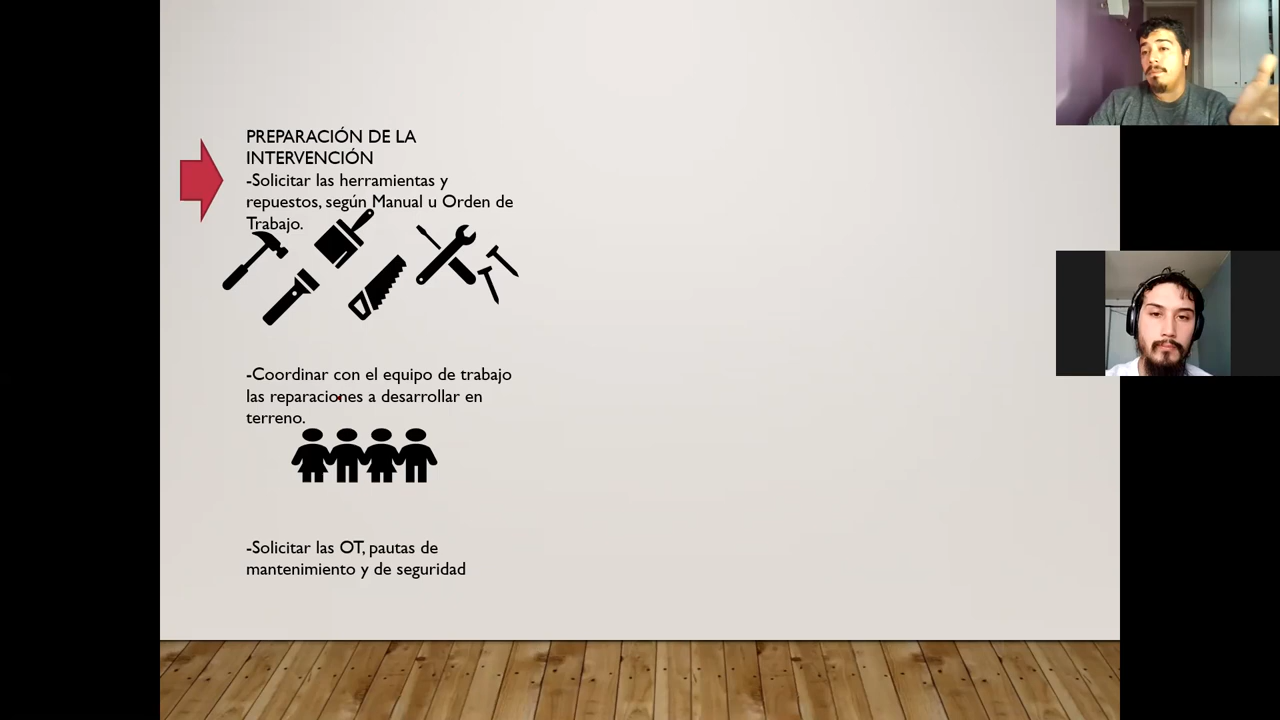 PREPARACIÓN DE LA
INTERVENCIÓN
-Solicitar las herramientas y
repuestos, según Manual u Orden de
Trabajo.
-Coordinar con el equipo de trabajo
las reparaciones a desarrollar en
terreno.
-Solicitar las OT, pautas de
mantenimiento y de seguridad